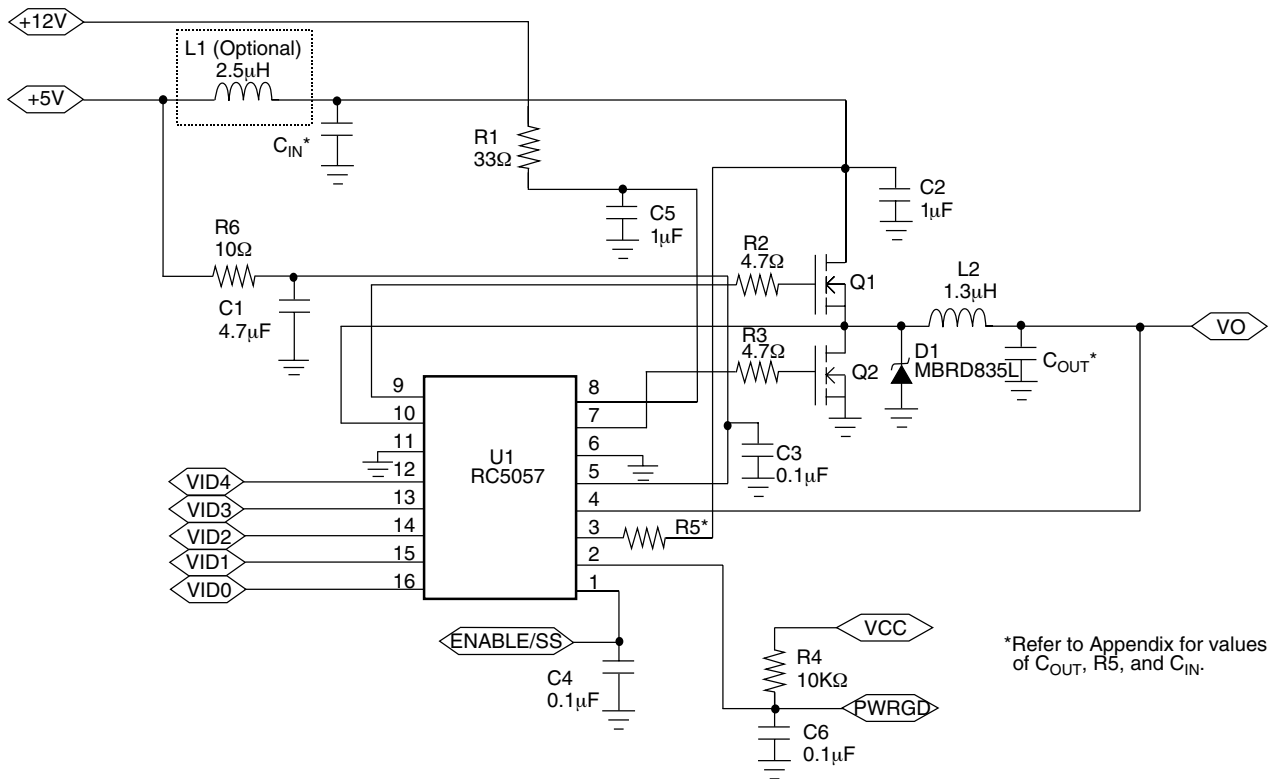 +12V
L1 (Optional)
2.5μH
+5V
CIN*
R1
33Ω
C2
1μF
C5
1μF
R6
10Ω
R2
4.7Ω
Q1
L2
1.3μH
C1
4.7μF
VO
R3
4.7Ω
D1
MBRD835L
COUT*
Q2
9
8
10
7
11
6
U1
RC5057
C3
0.1μF
12
5
VID4
13
4
VID3
14
3
R5*
VID2
15
2
VID1
16
1
VID0
ENABLE/SS
VCC
C4
0.1μF
R4
10KΩ
*Refer to Appendix for values
of COUT, R5, and CIN.
PWRGD
C6
0.1μF